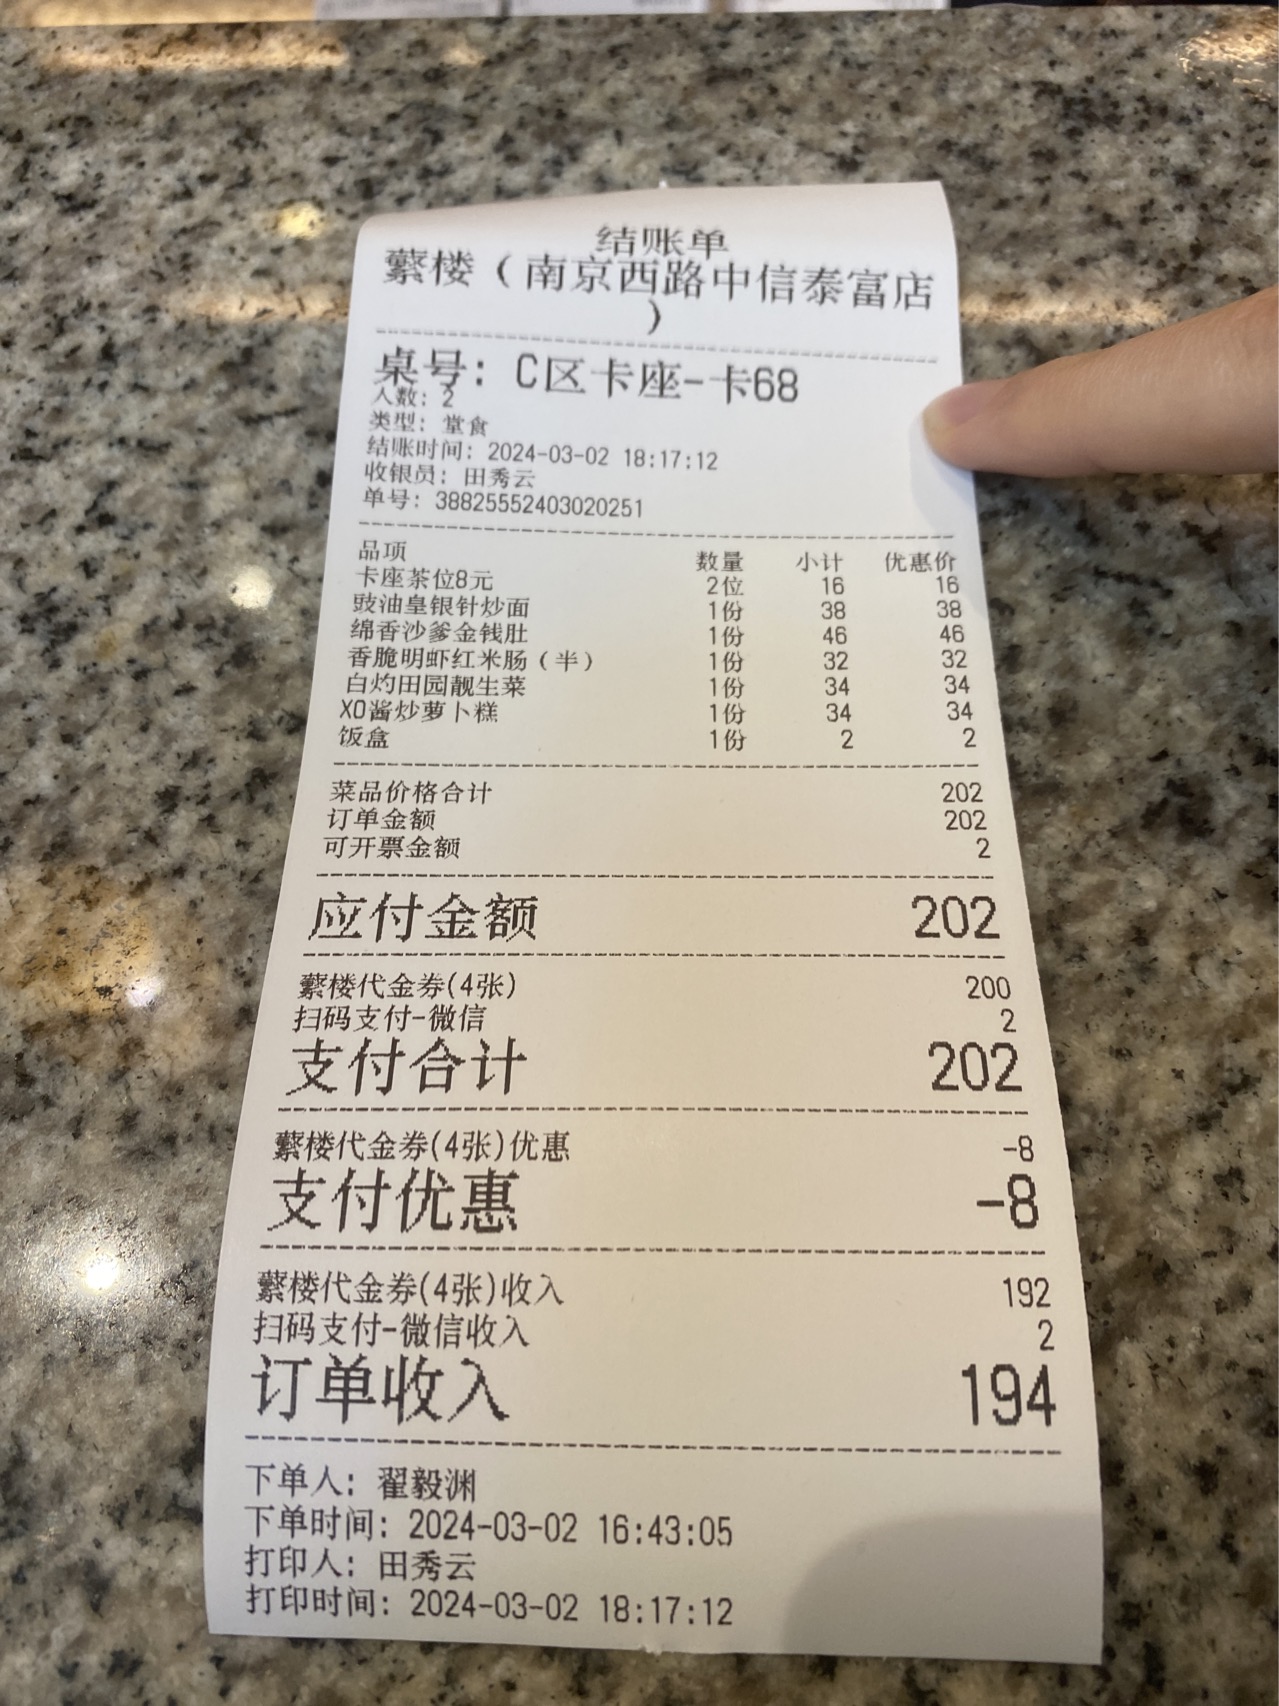 结账单
蘩楼（南京西路中信泰富店
）
桌号：C区卡座-卡68
人数：2
类型：堂食
结账时间：2024-03-02 18:17:12
收银员：田秀云
单号：38825552403020251
品项 数量 小计 优惠价
卡座茶位8元 2位 16 16
豉油皇银针炒面 1份 38 38
绵香沙爹金钱肚 1份 46 46
香脆明虾红米肠（半） 1份 32 32
白灼田园靓生菜 1份 34 34
XO酱炒萝卜糕 1份 34 34
饭盒 1份 2 2
菜品价格合计 202
订单金额 202
可开票金额 2
应付金额 202
蘩楼代金券(4张) 200
扫码支付-微信 2
支付合计 202
蘩楼代金券(4张)优惠 -8
支付优惠 -8
蘩楼代金券(4张)收入 192
扫码支付-微信收入 2
订单收入 194
下单人：翟毅渊
下单时间：2024-03-02 16:43:05
打印人：田秀云
打印时间：2024-03-02 18:17:12